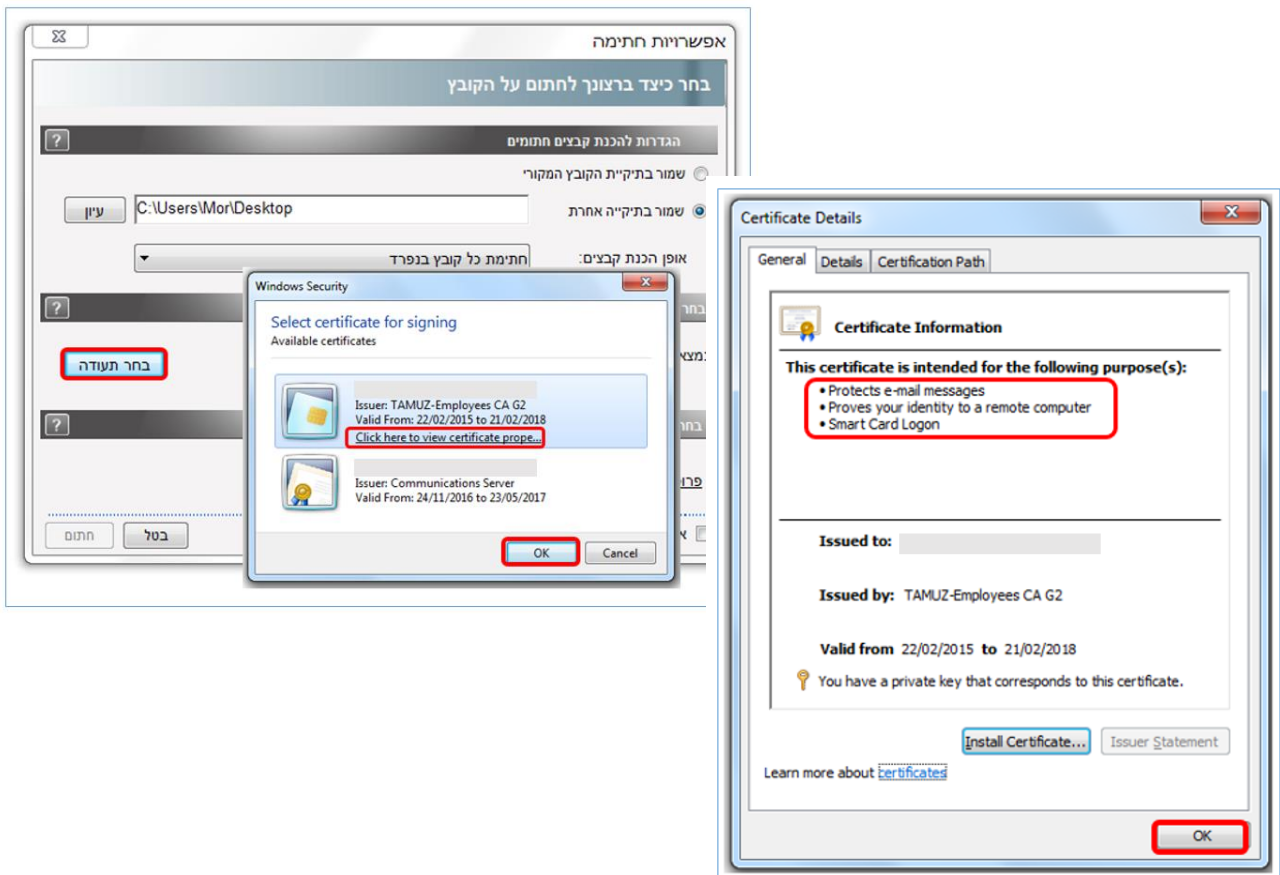 אפשרויות חתימה
בחר כיצד ברצונך לחתום על הקובץ
הגדרות להכנת קבצים חתומים
?
שמור בתיקיית הקובץ המקורי
שמור בתיקייה אחרת
C:\Users\Mor\Desktop
עיון
אופן הכנת קבצים:
חתימת כל קובץ בנפרד
בחר
?
בחר תעודה
בחר
?
בטל
חתום
Windows Security
Select certificate for signing
Available certificates
Issuer: TAMUZ-Employees CA G2
Valid From: 22/02/2015 to 21/02/2018
Click here to view certificate prope...
Issuer: Communications Server
Valid From: 24/11/2016 to 23/05/2017
OK
Cancel
Certificate Details
General
Details
Certification Path
Certificate Information
This certificate is intended for the following purpose(s):
• Protects e-mail messages
• Proves your identity to a remote computer
• Smart Card Logon
Issued to:
Issued by: TAMUZ-Employees CA G2
Valid from 22/02/2015 to 21/02/2018
You have a private key that corresponds to this certificate.
Install Certificate...
Issuer Statement
Learn more about certificates
OK